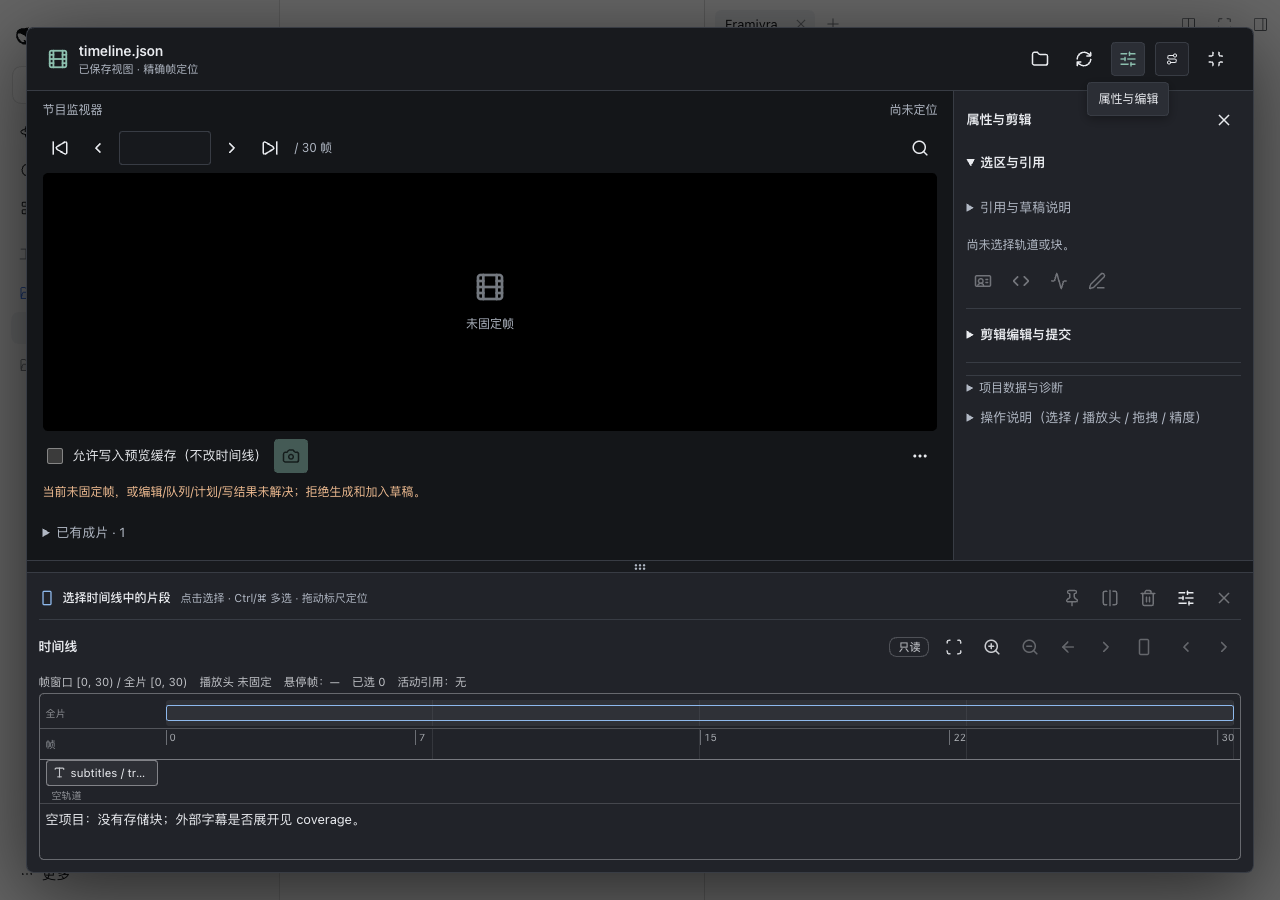 Framivra
timeline.json
已保存视图 · 精确帧定位
属性与编辑
节目监视器
尚未定位
/ 30 帧
未固定帧
允许写入预览缓存（不改时间线）
当前未固定帧，或编辑/队列/计划/写结果未解决；拒绝生成和加入草稿。
已有成片 · 1
属性与剪辑
选区与引用
引用与草稿说明
尚未选择轨道或块。
剪辑编辑与提交
项目数据与诊断
操作说明（选择 / 播放头 / 拖拽 / 精度）
选择时间线中的片段 点击选择 · Ctrl/⌘ 多选 · 拖动标尺定位
时间线
只读
帧窗口 [0, 30) / 全片 [0, 30) 播放头 未固定 悬停帧：— 已选 0 活动引用：无
全片
帧
0 7 15 22 30
subtitles / tr...
空轨道
空项目：没有存储块；外部字幕是否展开见 coverage。
更多